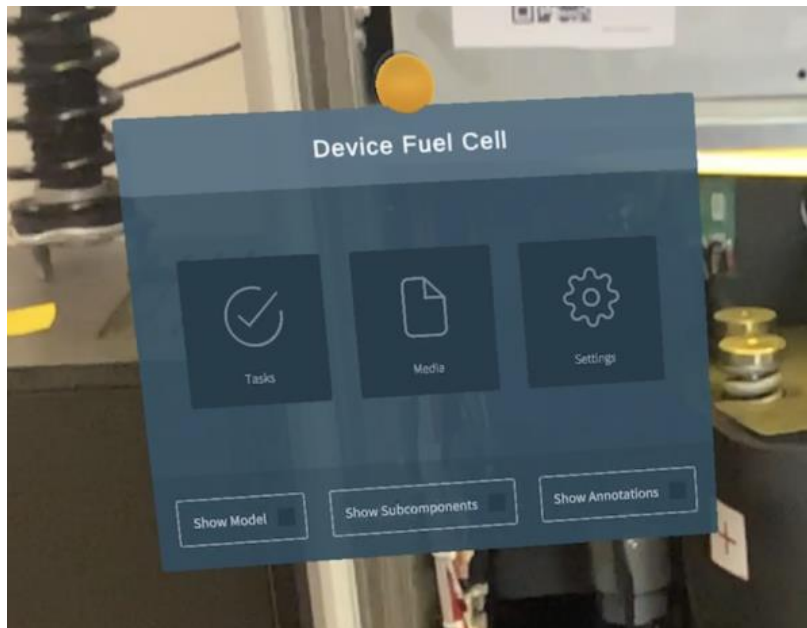 Device Fuel Cell
Tasks
Media
Settings
Show Model
Show Subcomponents
Show Annotations
+